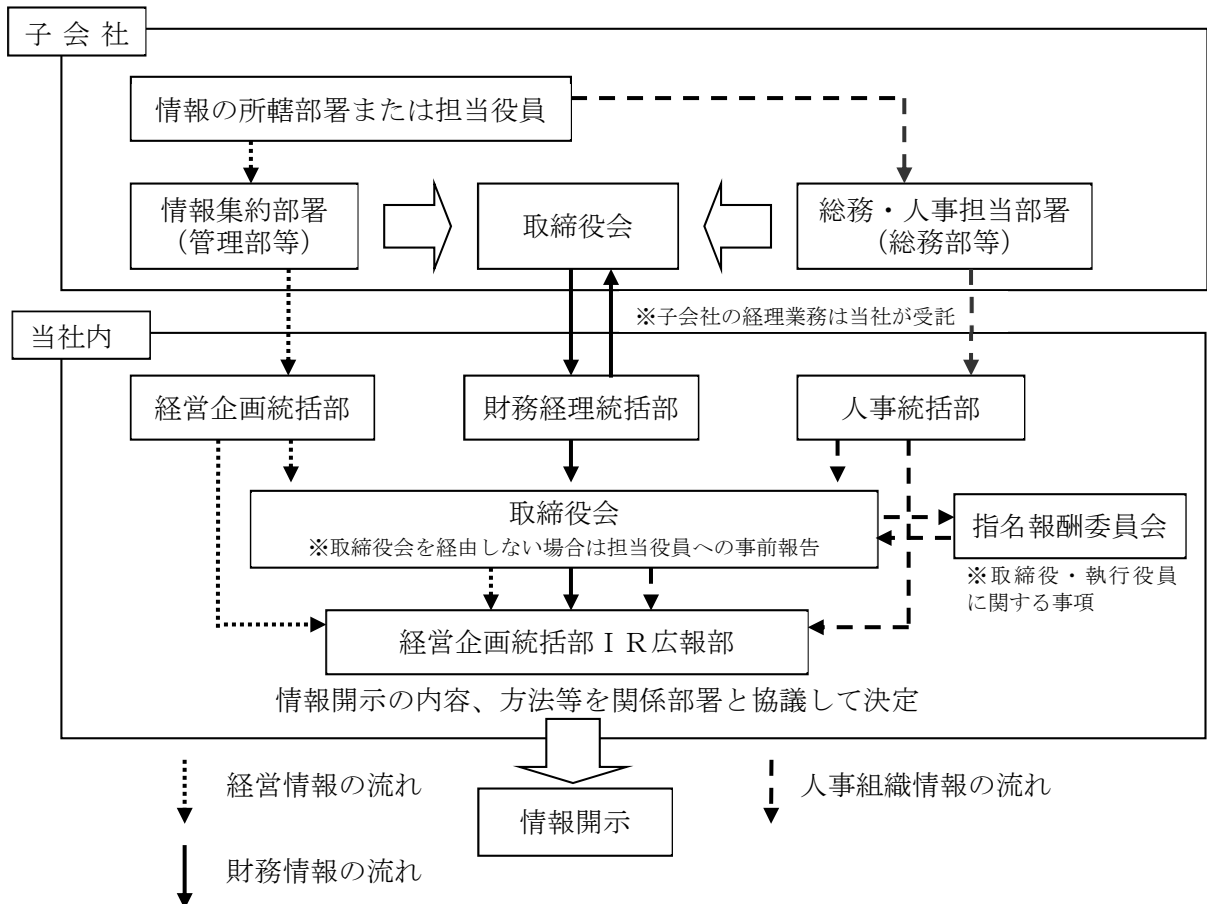 子会社
情報の所轄部署または担当役員
情報集約部署
（管理部等）
取締役会
総務・人事担当部署
（総務部等）
※子会社の経理業務は当社が受託
当社内
経営企画統括部
財務経理統括部
人事統括部
取締役会
※取締役会を経由しない場合は担当役員への事前報告
指名報酬委員会
※取締役・執行役員
に関する事項
経営企画統括部ＩＲ広報部
情報開示の内容、方法等を関係部署と協議して決定
経営情報の流れ
人事組織情報の流れ
情報開示
財務情報の流れ